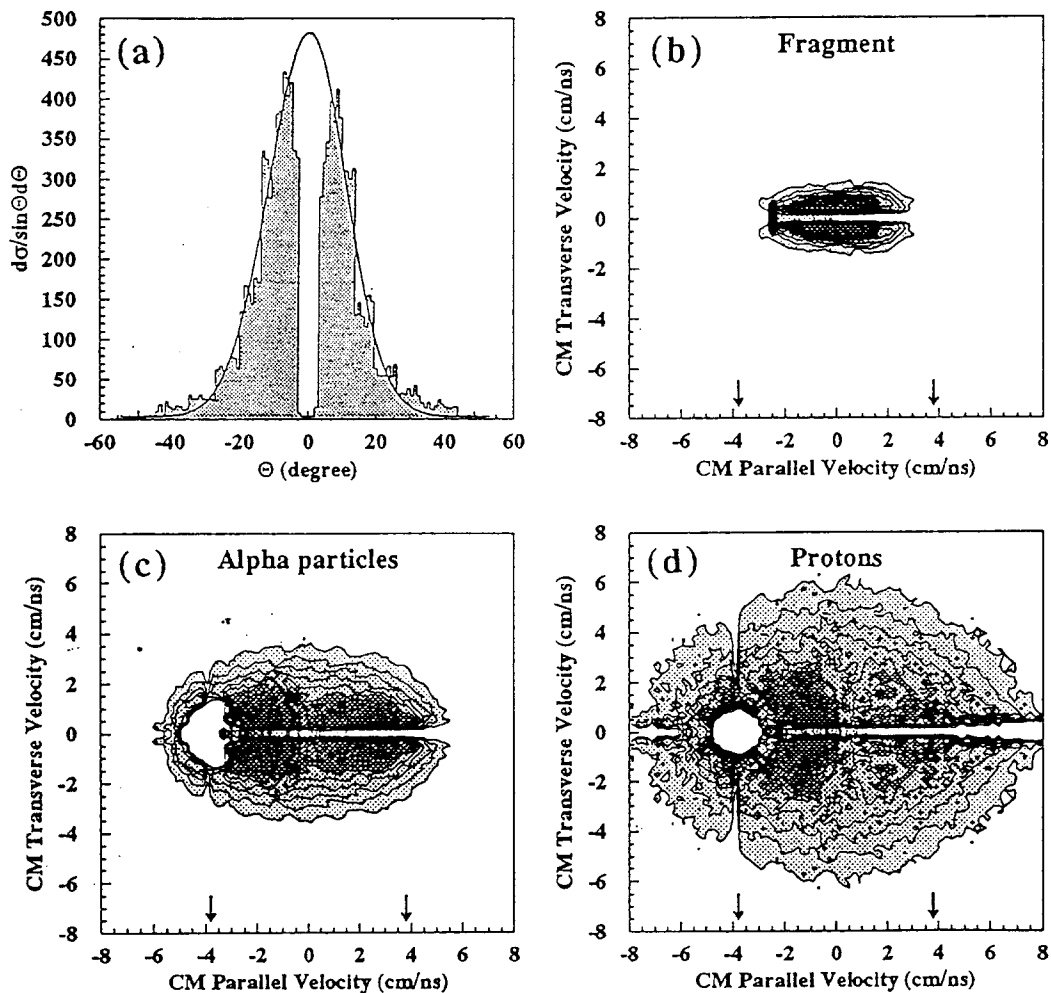 (a)
500
450
400
350
300
250
200
150
100
50
0
dσ/sinΘdΘ
-60 -40 -20 0 20 40 60
Θ (degree)
(b) Fragment
8
6
4
2
0
-2
-4
-6
-8
CM Transverse Velocity (cm/ns)
-8 -6 -4 -2 0 2 4 6 8
CM Parallel Velocity (cm/ns)
(c) Alpha particles
8
6
4
2
0
-2
-4
-6
-8
CM Transverse Velocity (cm/ns)
-8 -6 -4 -2 0 2 4 6 8
CM Parallel Velocity (cm/ns)
(d) Protons
8
6
4
2
0
-2
-4
-6
-8
CM Transverse Velocity (cm/ns)
-8 -6 -4 -2 0 2 4 6 8
CM Parallel Velocity (cm/ns)